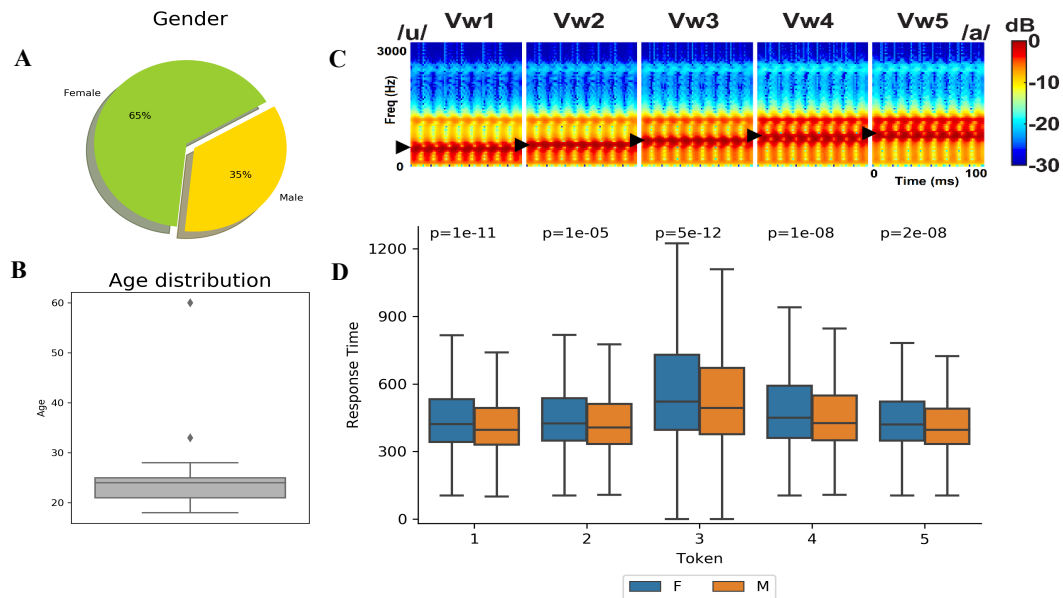 A
Gender
Female
65%
35%
Male
B
Age distribution
60
50
40
30
20
Age
C
Vw1 Vw2 Vw3 Vw4 Vw5
/u/ /a/ dB
3000
Freq (Hz)
0
0 100
Time (ms)
0
-10
-20
-30
D
p=1e-11 p=1e-05 p=5e-12 p=1e-08 p=2e-08
1200
900
600
300
0
Response Time
1 2 3 4 5
Token
F M